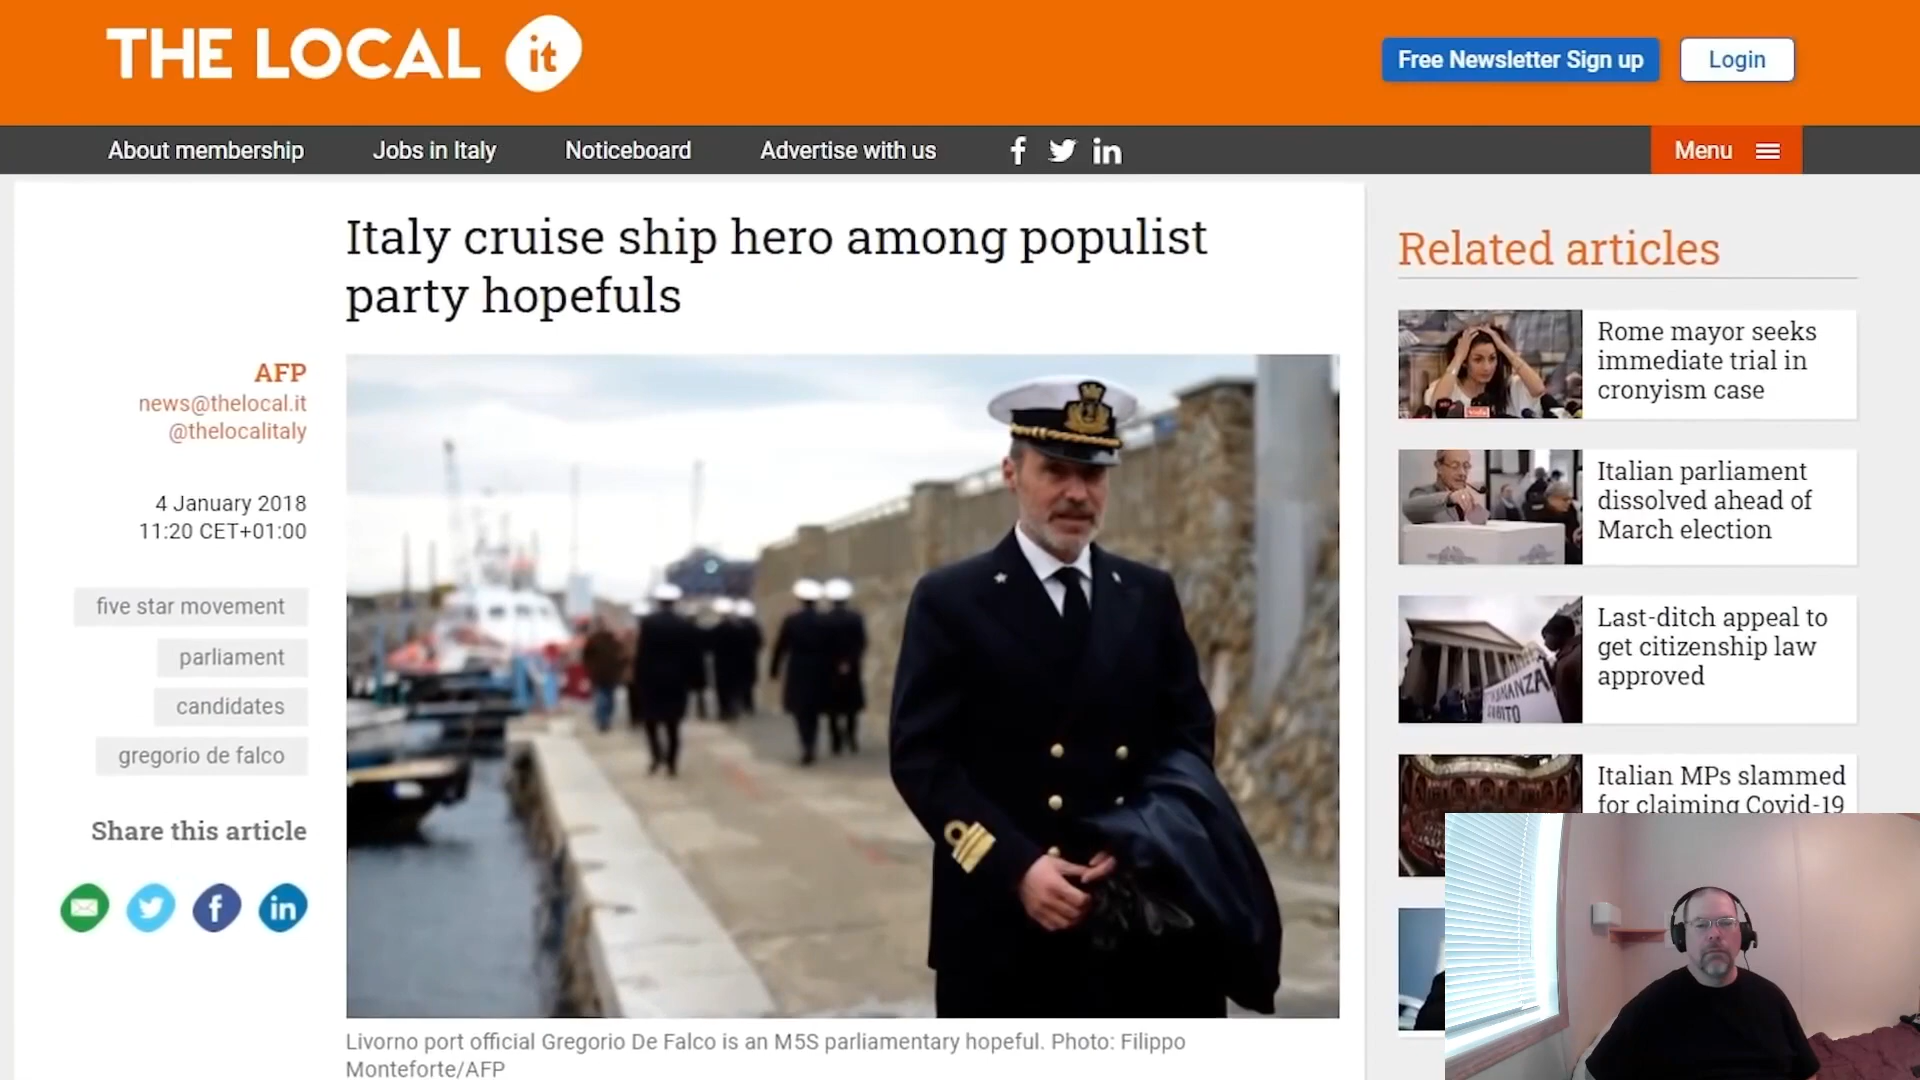 THE LOCAL it
Free Newsletter Sign up
Login
About membership
Jobs in Italy
Noticeboard
Advertise with us
Menu
Italy cruise ship hero among populist
party hopefuls
AFP
news@thelocal.it
@thelocalitaly
4 January 2018
11:20 CET+01:00
five star movement
parliament
candidates
gregorio de falco
Share this article
Livorno port official Gregorio De Falco is an M5S parliamentary hopeful. Photo: Filippo
Monteforte/AFP
Related articles
Rome mayor seeks
immediate trial in
cronyism case
Italian parliament
dissolved ahead of
March election
Last-ditch appeal to
get citizenship law
approved
Italian MPs slammed
for claiming Covid-19